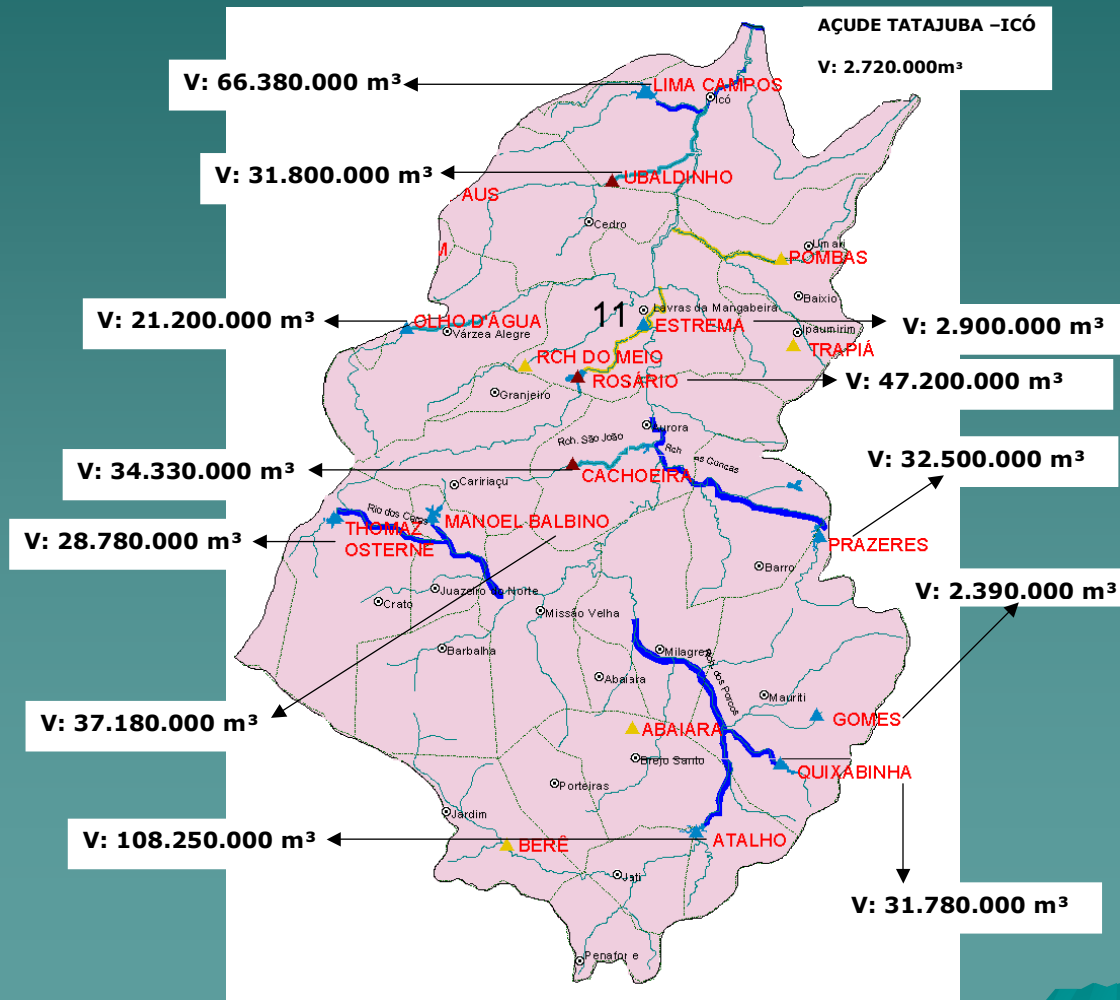 AÇUDE TATAJUBA –ICÓ
V: 2.720.000m³
V: 66.380.000 m³
LIMA CAMPOS
Icó
V: 31.800.000 m³
UBALDINHO
AUS
Cedro
Umari
M
POMBAS
Baixio
V: 21.200.000 m³
OLHO D'ÁGUA
11
Lavras da Mangabeira
ESTREMA
V: 2.900.000 m³
Várzea Alegre
Ipaumirim
TRAPIÁ
RCH DO MEIO
ROSÁRIO
V: 47.200.000 m³
Granjeiro
Aurora
Rch. São João
Rch
as Cuncas
V: 34.330.000 m³
CACHOEIRA
V: 32.500.000 m³
Caririaçu
Rio dos Caras
THOMAZ
OSTERNE
MANOEL BALBINO
V: 28.780.000 m³
PRAZERES
Barro
V: 2.390.000 m³
Juazeiro do Norte
Crato
Missão Velha
Barbalha
Milagres
Rch. dos Porcos
Abaiara
Mauriti
V: 37.180.000 m³
GOMES
ABAIARA
Brejo Santo
QUIXABINHA
Porteiras
Jardim
V: 108.250.000 m³
BERÊ
ATALHO
Jati
V: 31.780.000 m³
Penafor e